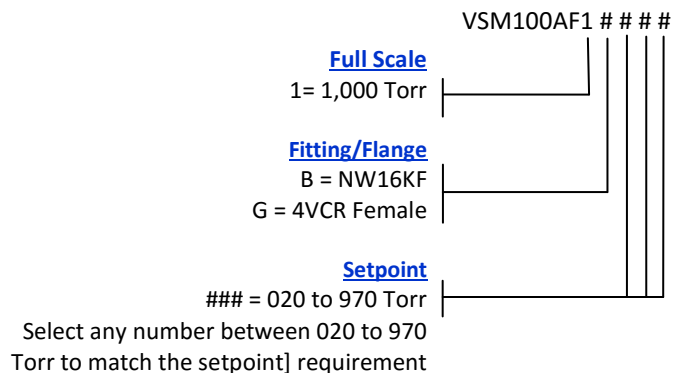 VSM100AF1 # # # #
Full Scale
1= 1,000 Torr
Fitting/Flange
B = NW16KF
G = 4VCR Female
Setpoint
### = 020 to 970 Torr
Select any number between 020 to 970
Torr to match the setpoint] requirement